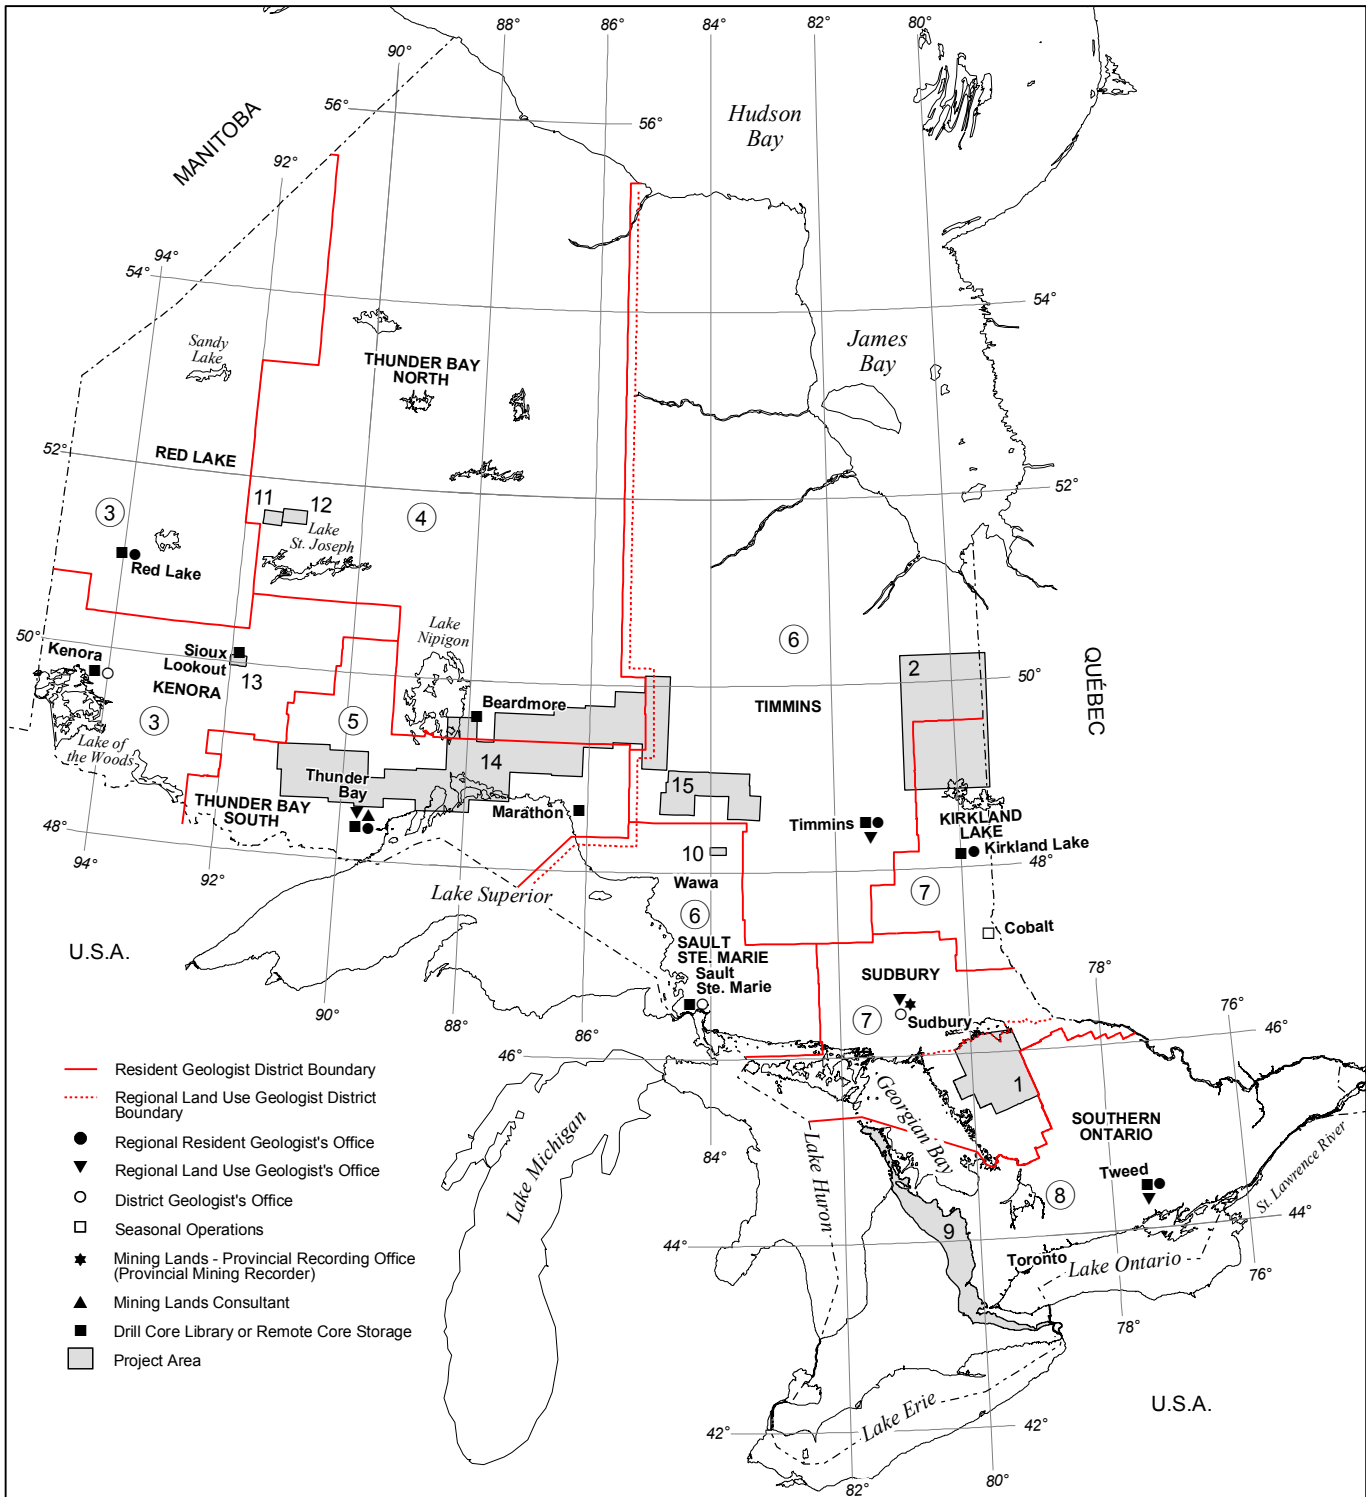 88°
86°
84°
82°
80°
90°
56°
56°
Hudson
Bay
MANITOBA
92°
94°
54°
54°
Sandy
Lake
James
Bay
THUNDER BAY
NORTH
52°
RED LAKE
52°
11
12
3
4
Lake
St. Joseph
Red Lake
50°
Kenora
Sioux
Lookout
13
KENORA
Lake
Nipigon
6
2
50°
QUÉBEC
3
5
Beardmore
TIMMINS
Lake of
the Woods
Thunder
Bay
14
15
THUNDER BAY
SOUTH
Marathon
Timmins
KIRKLAND
LAKE
Kirkland Lake
48°
48°
94°
92°
10
Wawa
Lake Superior
7
6
Cobalt
U.S.A.
SAULT
STE. MARIE
Sault
Ste. Marie
SUDBURY
78°
76°
90°
88°
86°
7
Sudbury
46°
46°
1
Georgian Bay
SOUTHERN
ONTARIO
Lake Michigan
84°
Lake Huron
Tweed
St. Lawrence River
8
44°
44°
9
Toronto
Lake Ontario
76°
78°
42°
Lake Erie
42°
U.S.A.
82°
80°
Resident Geologist District Boundary
Regional Land Use Geologist District
Boundary
Regional Resident Geologist's Office
Regional Land Use Geologist's Office
District Geologist's Office
Seasonal Operations
Mining Lands - Provincial Recording Office
(Provincial Mining Recorder)
Mining Lands Consultant
Drill Core Library or Remote Core Storage
Project Area